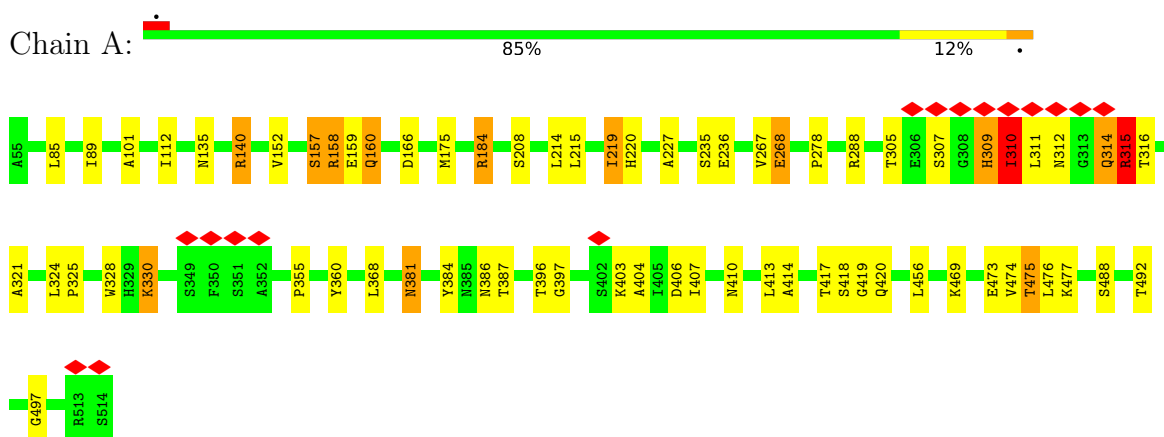 Chain A:
85%
12%
A55 L85 I89 A101 I112 N135 R140 V152 S157 R158 E159 Q160 D166 M175 R184 S208 L214 L215 I219 H220 A227 S235 E236 V267 E268 P278 R288 T305 E306 S307 G308 H309 I310 L311 N312 G313 Q314 R315 T316
A321 L324 P325 W328 H329 K330 S349 F350 S351 A352 P355 Y360 L368 N381 Y384 N385 N386 T387 T396 G397 S402 K403 A404 I405 D406 I407 N410 L413 A414 T417 S418 G419 Q420 L456 K469 E473 V474 T475 L476 K477 S488 T492
G497 R513 S514